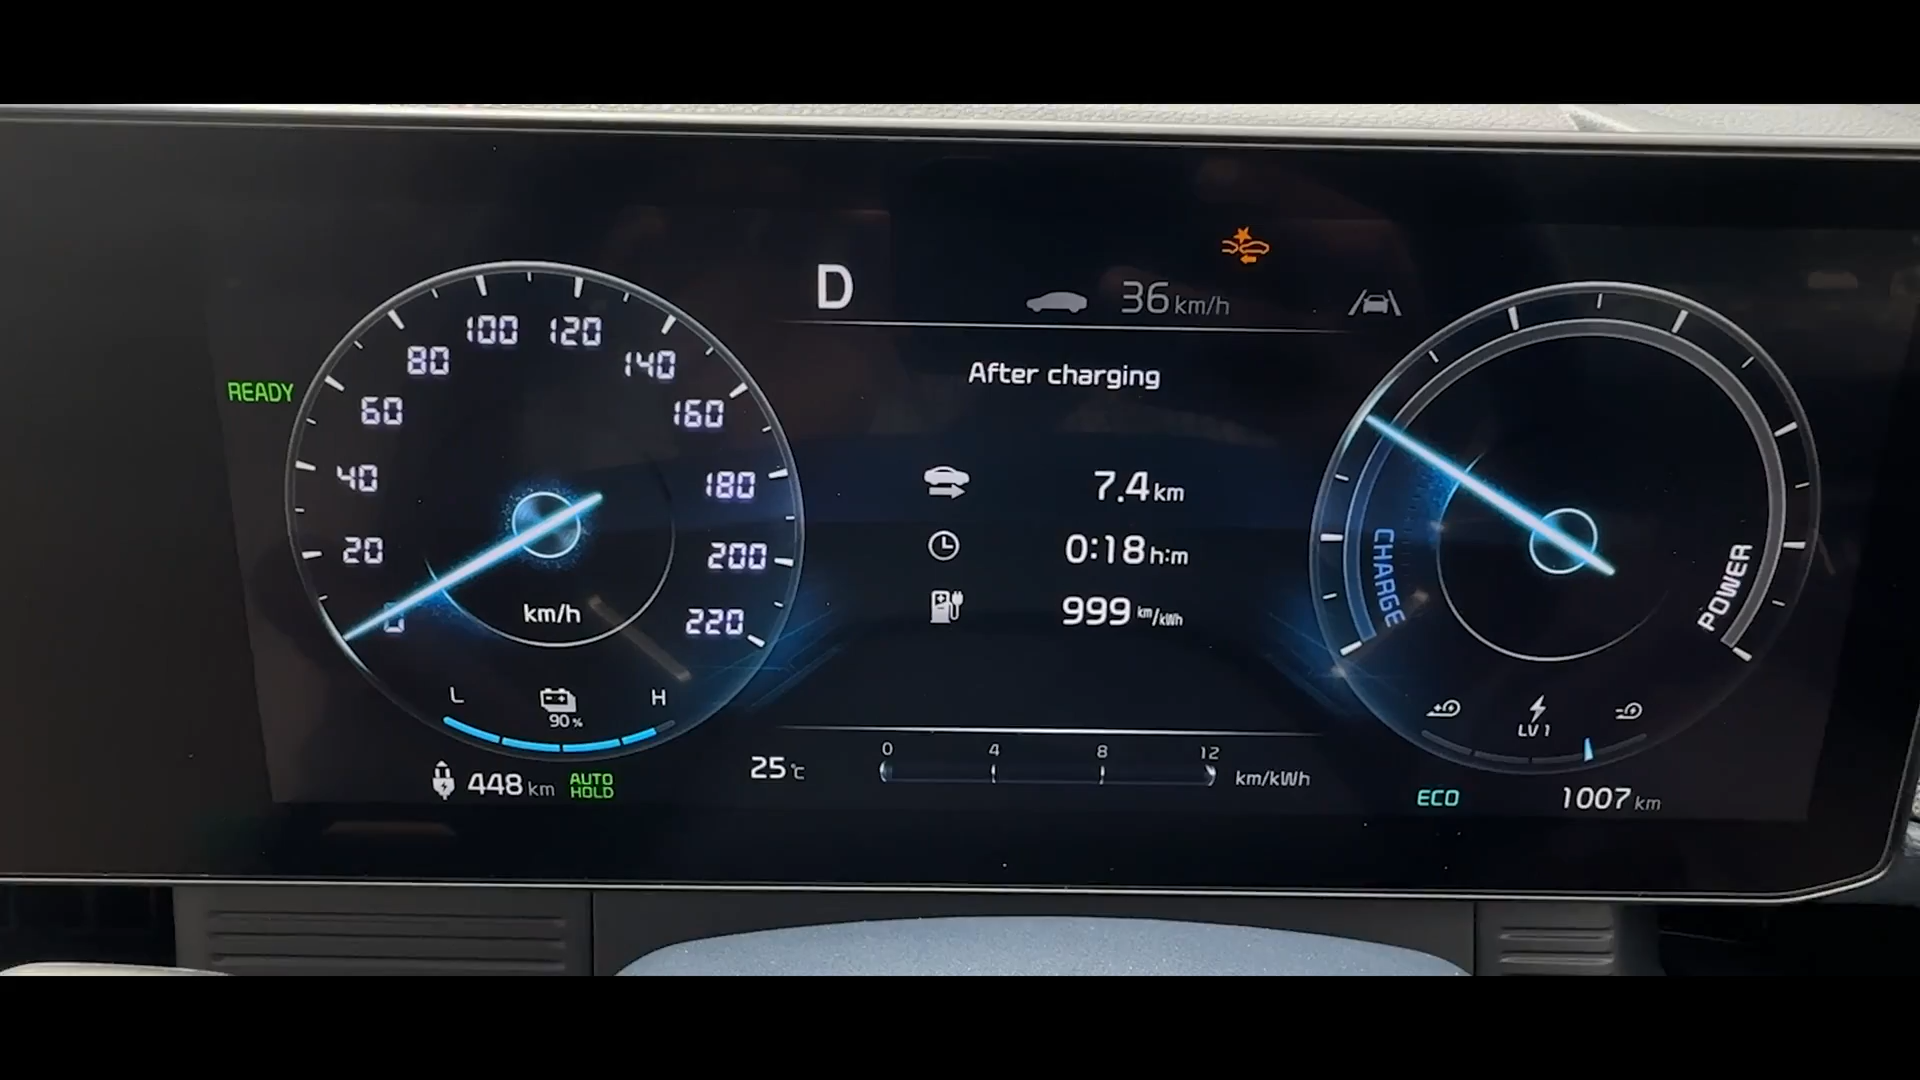 D
36 km/h
READY
0
20
40
60
80
100
120
140
160
180
200
220
km/h
L
H
90 %
448 km
AUTO
HOLD
After charging
7.4 km
0:18 h:m
999 km/kWh
25 °C
0 4 8 12 km/kWh
CHARGE
POWER
LV 1
ECO
1007 km